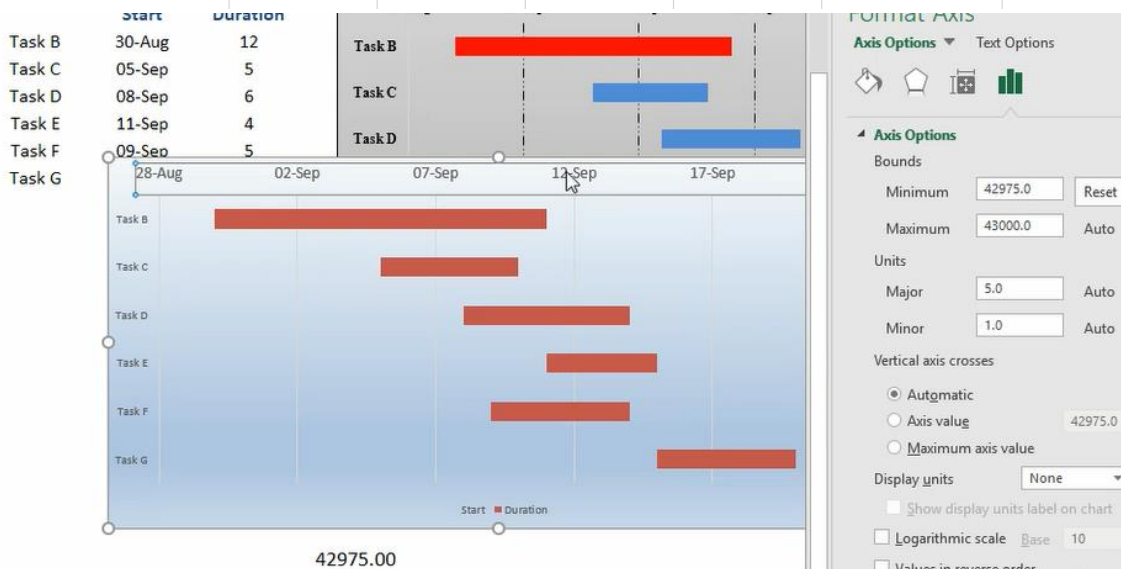 Start Duration
Task B 30-Aug 12
Task C 05-Sep 5
Task D 08-Sep 6
Task E 11-Sep 4
Task F 09-Sep 5
Task G
Task B
Task C
Task D
28-Aug 02-Sep 07-Sep 12-Sep 17-Sep
Task B
Task C
Task D
Task E
Task F
Task G
Start Duration
42975.00
Format Axis
Axis Options Text Options
Axis Options
Bounds
Minimum 42975.0 Reset
Maximum 43000.0 Auto
Units
Major 5.0 Auto
Minor 1.0 Auto
Vertical axis crosses
Automatic
Axis value 42975.0
Maximum axis value
Display units None
Show display units label on chart
Logarithmic scale Base 10
Values in reverse order